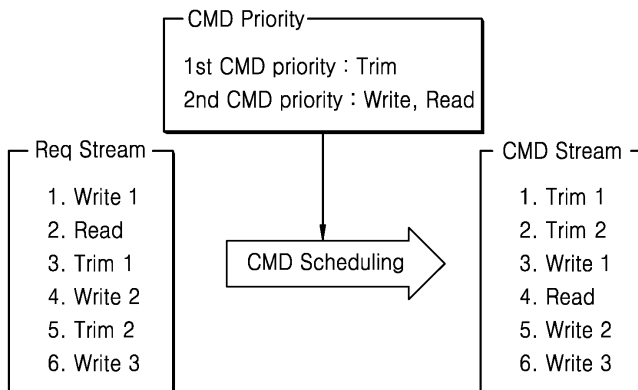 CMD Priority
1st CMD priority : Trim
2nd CMD priority : Write, Read
Req Stream
1. Write 1
2. Read
3. Trim 1
4. Write 2
5. Trim 2
6. Write 3
CMD Scheduling
CMD Stream
1. Trim 1
2. Trim 2
3. Write 1
4. Read
5. Write 2
6. Write 3